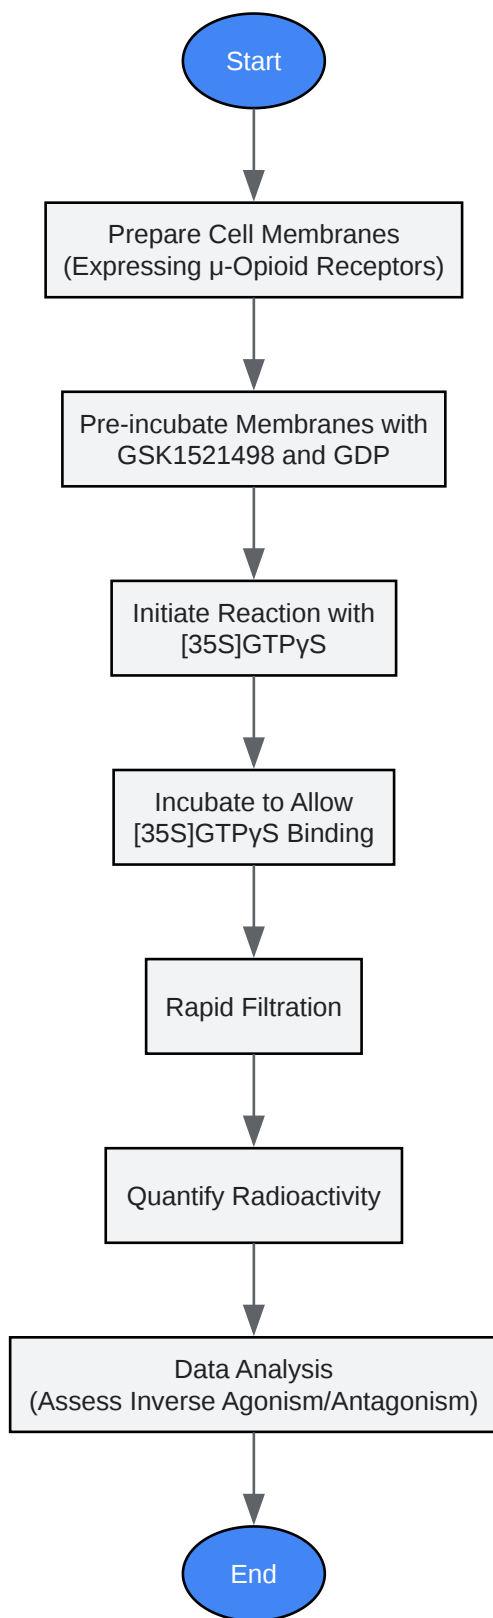 Start
Prepare Cell Membranes
(Expressing μ-Opioid Receptors)
Pre-incubate Membranes with
GSK1521498 and GDP
Initiate Reaction with
[35S]GTPγS
Incubate to Allow
[35S]GTPγS Binding
Rapid Filtration
Quantify Radioactivity
Data Analysis
(Assess Inverse Agonism/Antagonism)
End